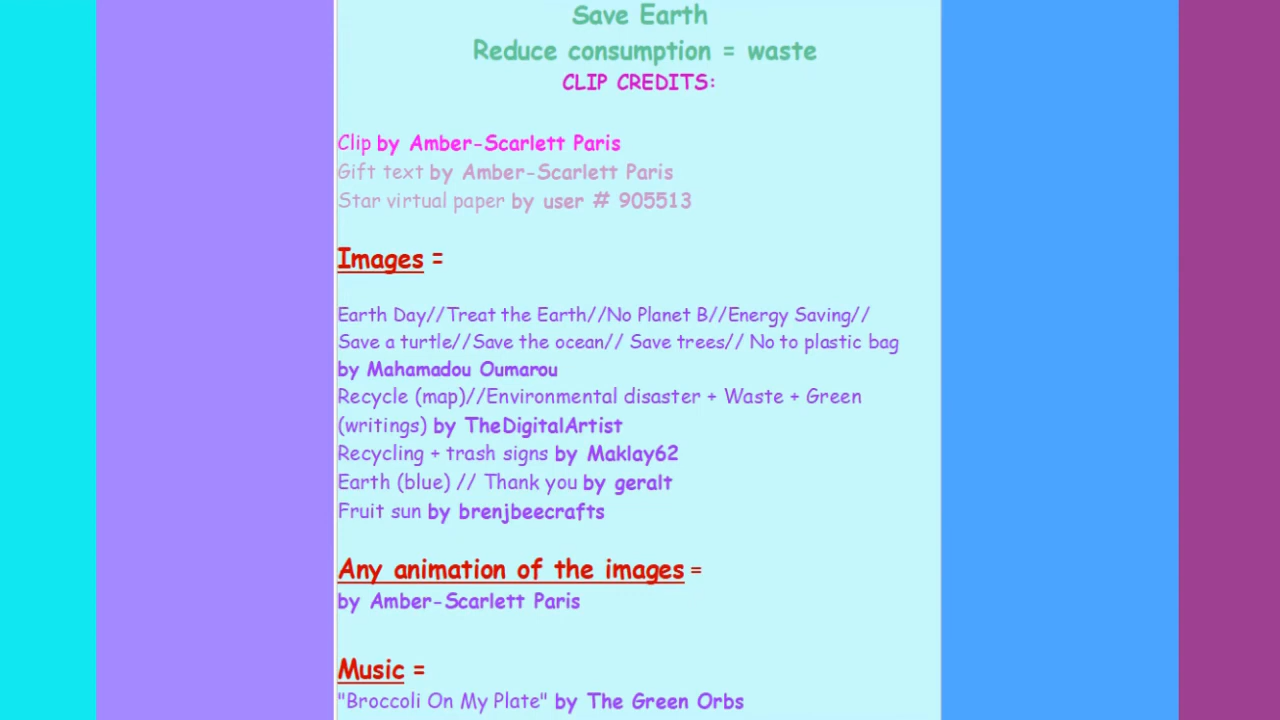 Save Earth
Reduce consumption = waste
CLIP CREDITS:
Clip by Amber-Scarlett Paris
Gift text by Amber-Scarlett Paris
Star virtual paper by user # 905513
Images =
Earth Day//Treat the Earth//No Planet B//Energy Saving//
Save a turtle//Save the ocean// Save trees// No to plastic bag
by Mahamadou Oumarou
Recycle (map)//Environmental disaster + Waste + Green
(writings) by TheDigitalArtist
Recycling + trash signs by Maklay62
Earth (blue) // Thank you by geralt
Fruit sun by brenjbeecrafts
Any animation of the images =
by Amber-Scarlett Paris
Music =
"Broccoli On My Plate" by The Green Orbs